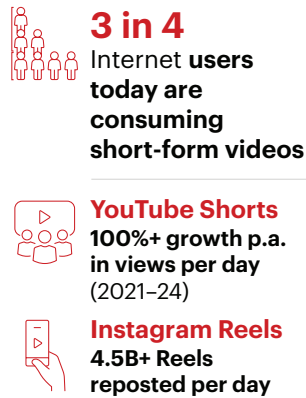 3 in 4
Internet users
today are
consuming
short-form videos
YouTube Shorts
100%+ growth p.a.
in views per day
(2021–24)
Instagram Reels
4.5B+ Reels
reposted per day